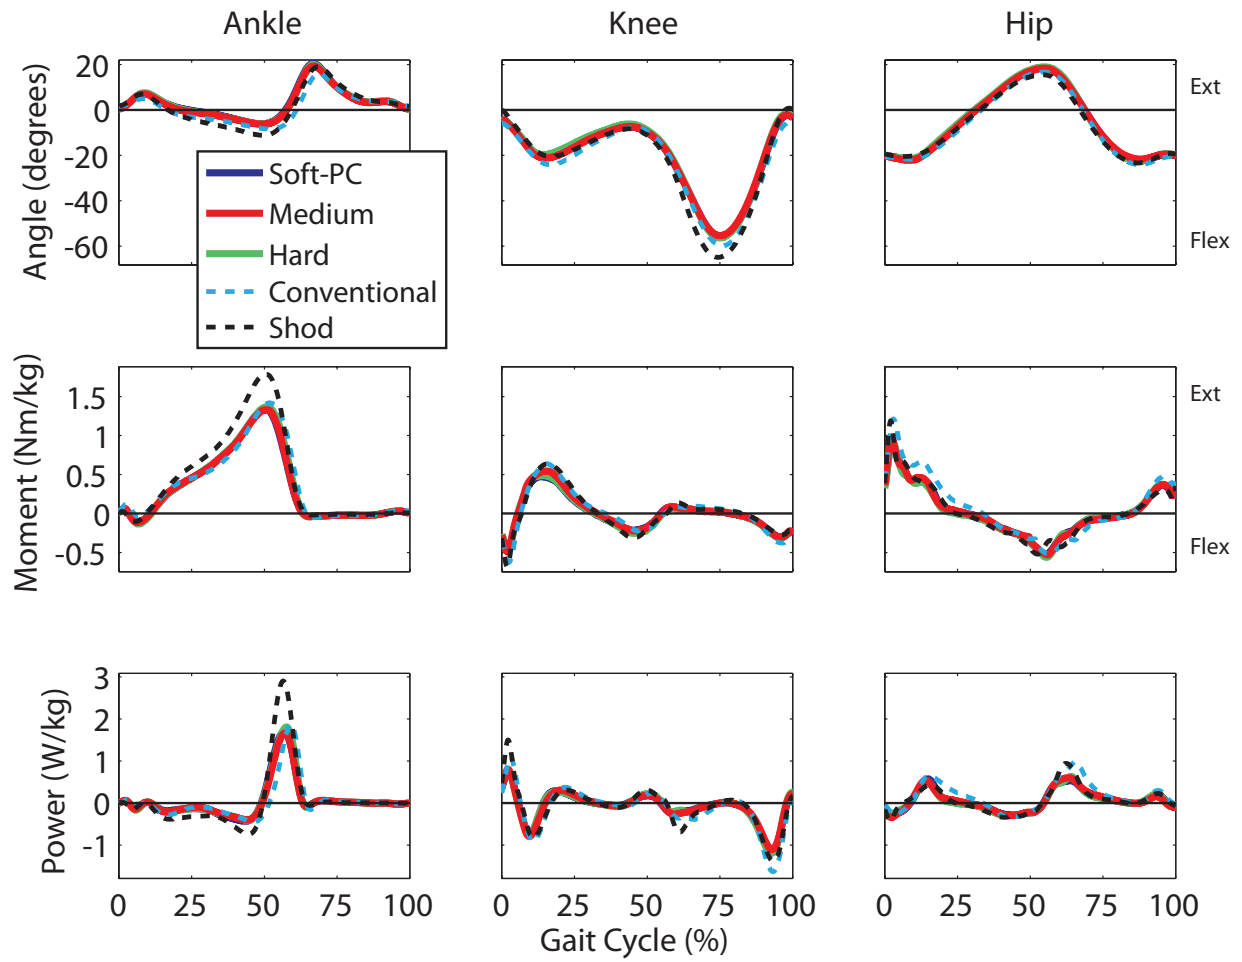 Ankle Knee Hip
Angle (degrees)
20
0
-20
-40
-60
Ext
Flex
Soft-PC
Medium
Hard
Conventional
Shod
Moment (Nm/kg)
1.5
1
0.5
0
-0.5
Ext
Flex
Power (W/kg)
3
2
1
0
-1
0 25 50 75 100 0 25 50 75 100 0 25 50 75 100
Gait Cycle (%)